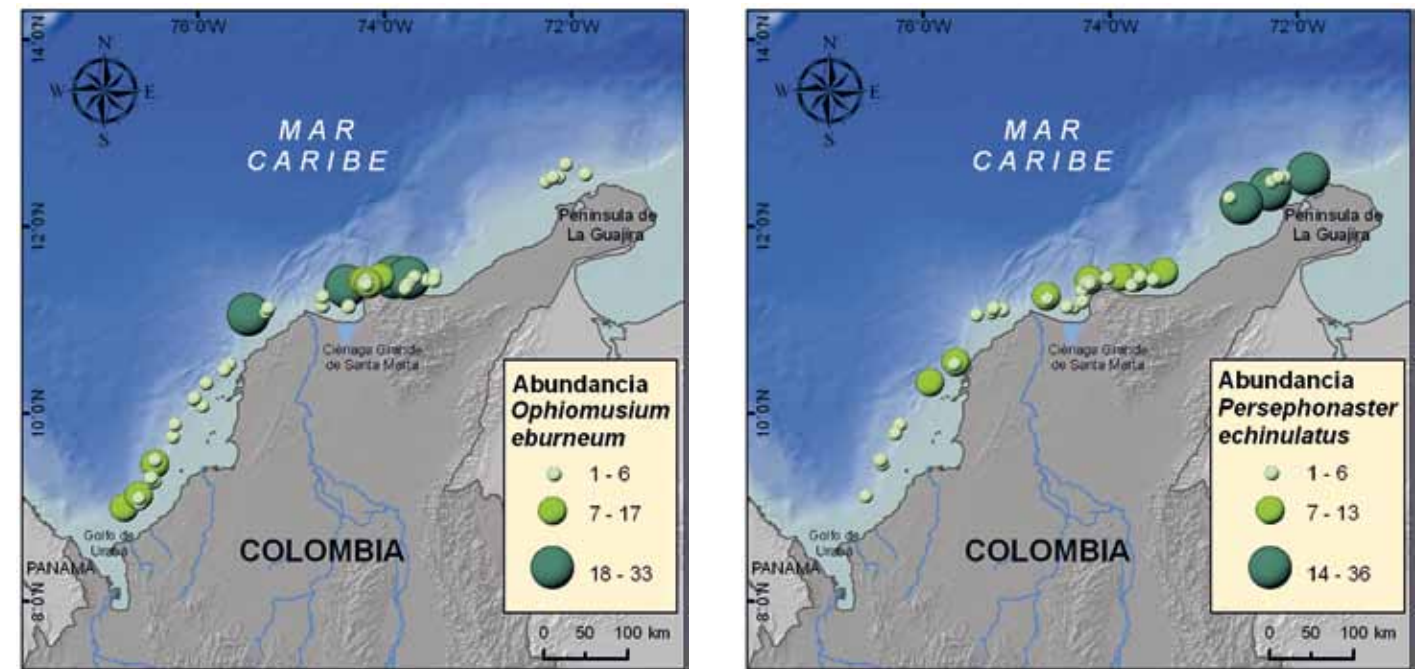 76°0'W 74°0'W 72°0'W
14°0'N
N
W E
S
MAR
CARIBE
12°0'N
Península de
La Guajira
Ciénaga Grande
de Santa Marta
10°0'N
Abundancia
Ophiomusium
eburneum
1 - 6
7 - 17
18 - 33
Golfo de
Urabá
COLOMBIA
PANAMÁ
8°0'N
0 50 100 km
76°0'W 74°0'W 72°0'W
14°0'N
N
W E
S
MAR
CARIBE
12°0'N
Península de
La Guajira
Ciénaga Grande
de Santa Marta
10°0'N
Abundancia
Persephonaster
echinulatus
1 - 6
7 - 13
14 - 36
Golfo de
Urabá
COLOMBIA
PANAMÁ
8°0'N
0 50 100 km